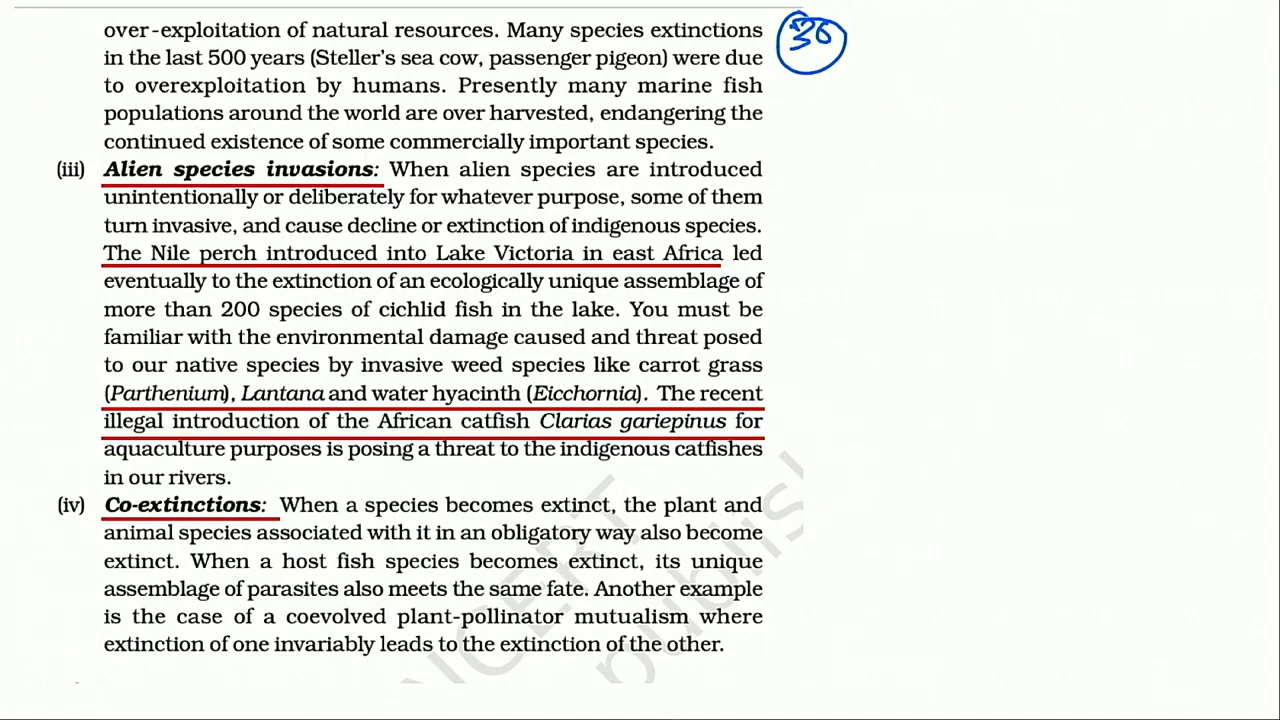 over-exploitation of natural resources. Many species extinctions
in the last 500 years (Steller's sea cow, passenger pigeon) were due
to overexploitation by humans. Presently many marine fish
populations around the world are over harvested, endangering the
continued existence of some commercially important species.
(iii) Alien species invasions: When alien species are introduced
unintentionally or deliberately for whatever purpose, some of them
turn invasive, and cause decline or extinction of indigenous species.
The Nile perch introduced into Lake Victoria in east Africa led
eventually to the extinction of an ecologically unique assemblage of
more than 200 species of cichlid fish in the lake. You must be
familiar with the environmental damage caused and threat posed
to our native species by invasive weed species like carrot grass
(Parthenium), Lantana and water hyacinth (Eicchornia). The recent
illegal introduction of the African catfish Clarias gariepinus for
aquaculture purposes is posing a threat to the indigenous catfishes
in our rivers.
(iv) Co-extinctions: When a species becomes extinct, the plant and
animal species associated with it in an obligatory way also become
extinct. When a host fish species becomes extinct, its unique
assemblage of parasites also meets the same fate. Another example
is the case of a coevolved plant-pollinator mutualism where
extinction of one invariably leads to the extinction of the other.